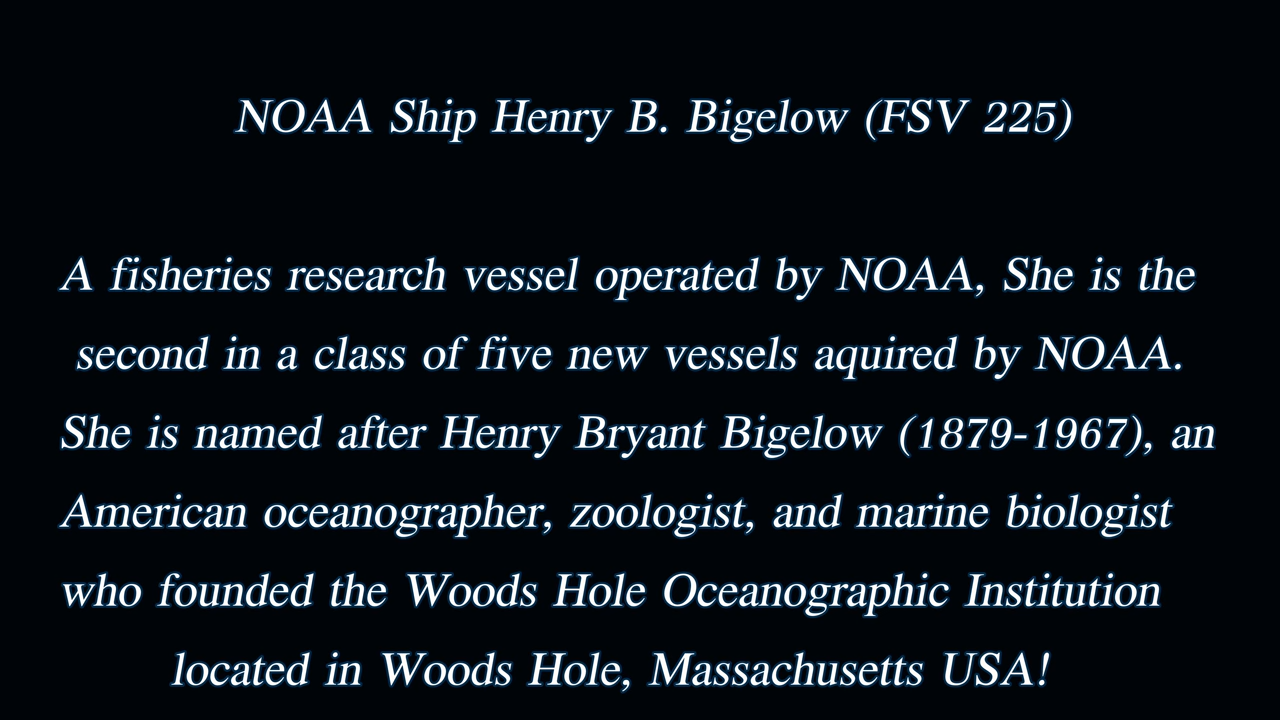 NOAA Ship Henry B. Bigelow (FSV 225)
A fisheries research vessel operated by NOAA, She is the
second in a class of five new vessels aquired by NOAA.
She is named after Henry Bryant Bigelow (1879-1967), an
American oceanographer, zoologist, and marine biologist
who founded the Woods Hole Oceanographic Institution
located in Woods Hole, Massachusetts USA!